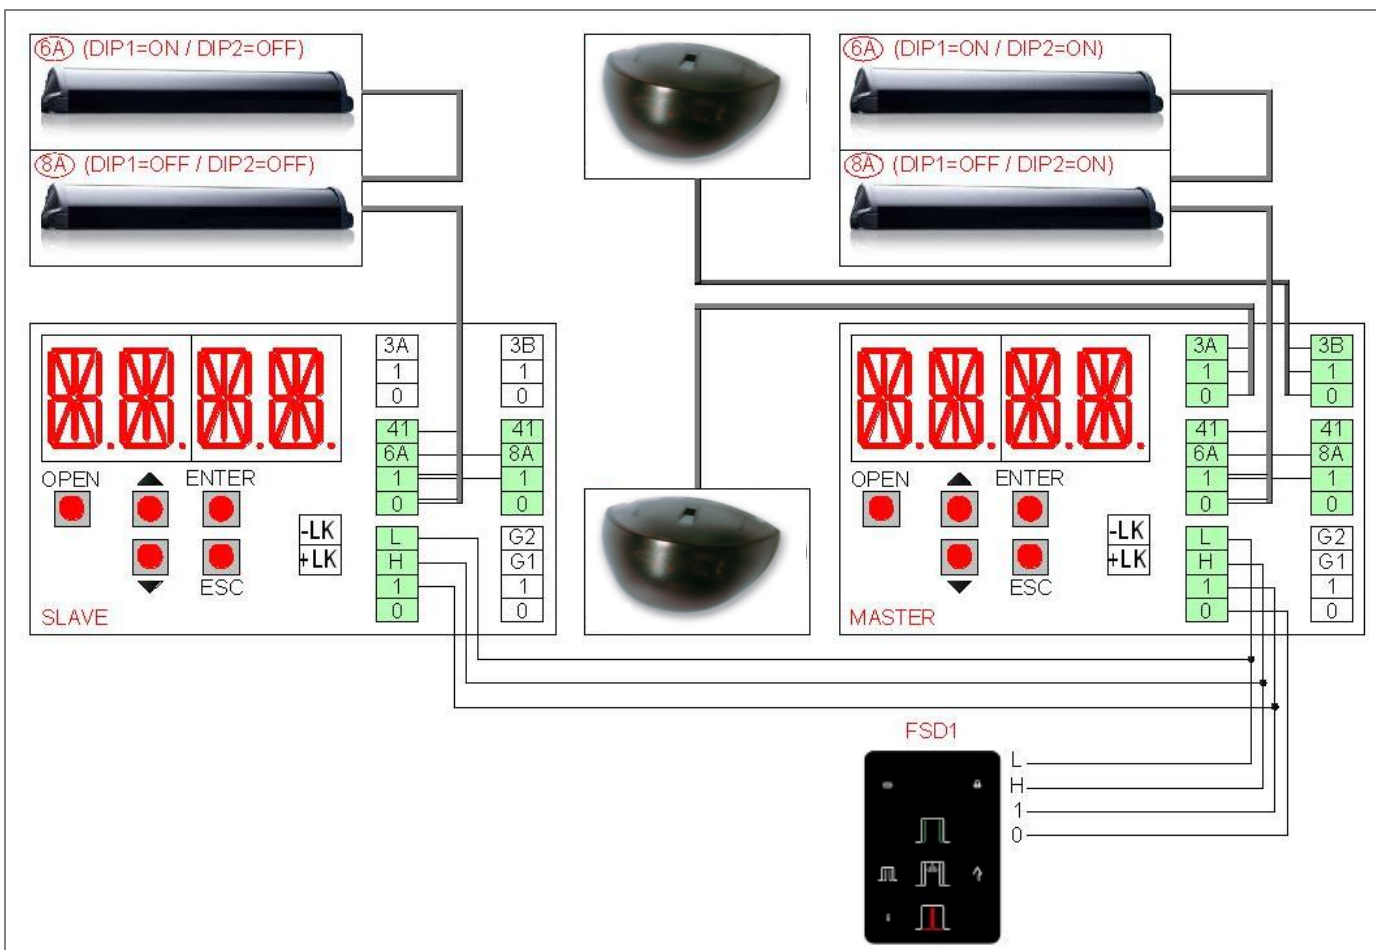 6A (DIP1=ON / DIP2=OFF)
8A (DIP1=OFF / DIP2=OFF)
6A (DIP1=ON / DIP2=ON)
8A (DIP1=OFF / DIP2=ON)
OPEN
ENTER
ESC
-LK
+LK
SLAVE
3A
1
0
41
6A
1
0
L
H
1
0
3B
1
0
41
8A
1
0
G2
G1
1
0
OPEN
ENTER
ESC
-LK
+LK
MASTER
3A
1
0
41
6A
1
0
L
H
1
0
3B
1
0
41
8A
1
0
G2
G1
1
0
FSD1
L
H
1
0